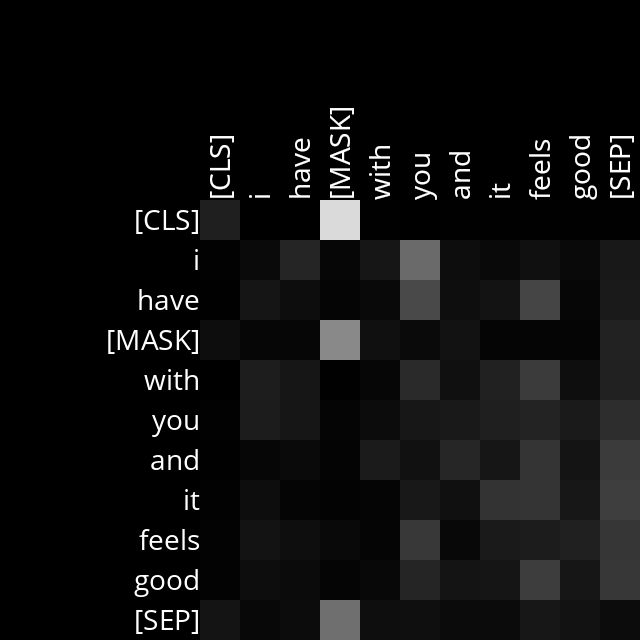 [CLS] i have [MASK] with you and it feels good [SEP]
[CLS]
i
have
[MASK]
with
you
and
it
feels
good
[SEP]